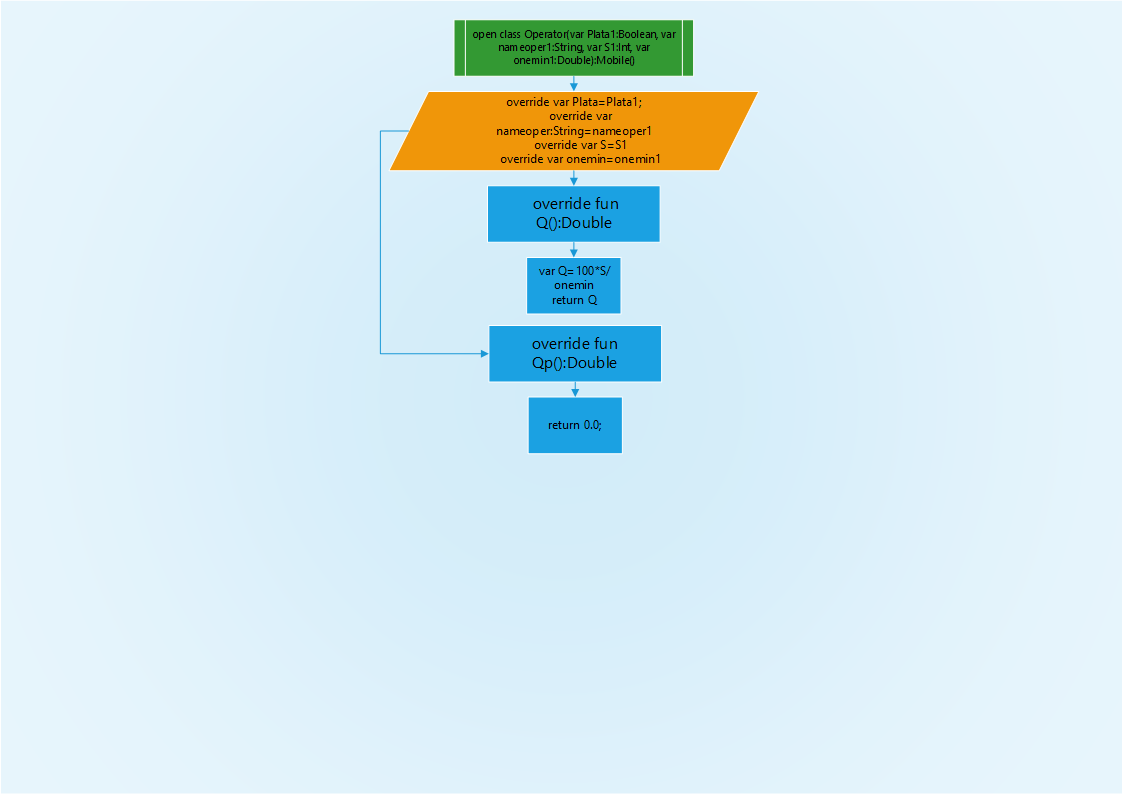 open class Operator(var Plata1:Boolean, var
nameoper1:String, var S1:Int, var
onemin1:Double):Mobile()
override var Plata=Plata1;
override var
nameoper:String=nameoper1
override var S=S1
override var onemin=onemin1
override fun
Q():Double
var Q= 100*S/
onemin
return Q
override fun
Qp():Double
return 0.0;